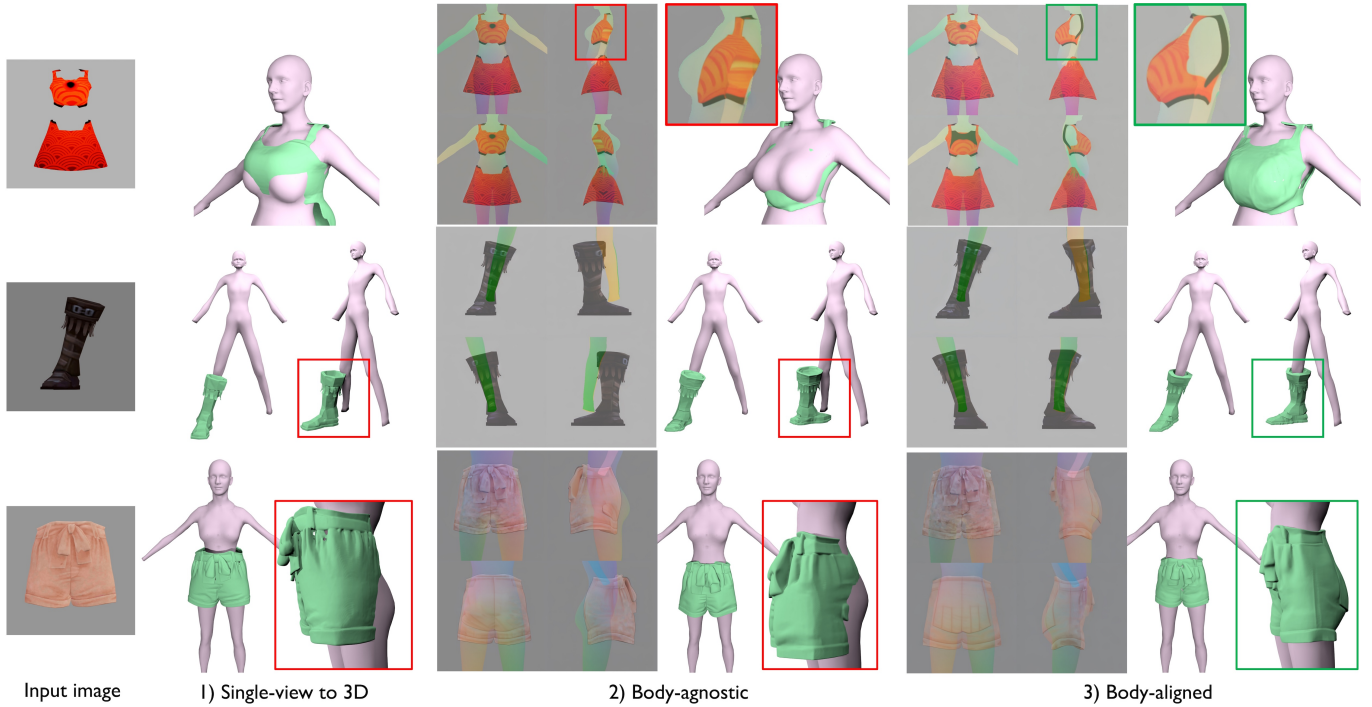 Input image
1) Single-view to 3D
2) Body-agnostic
3) Body-aligned